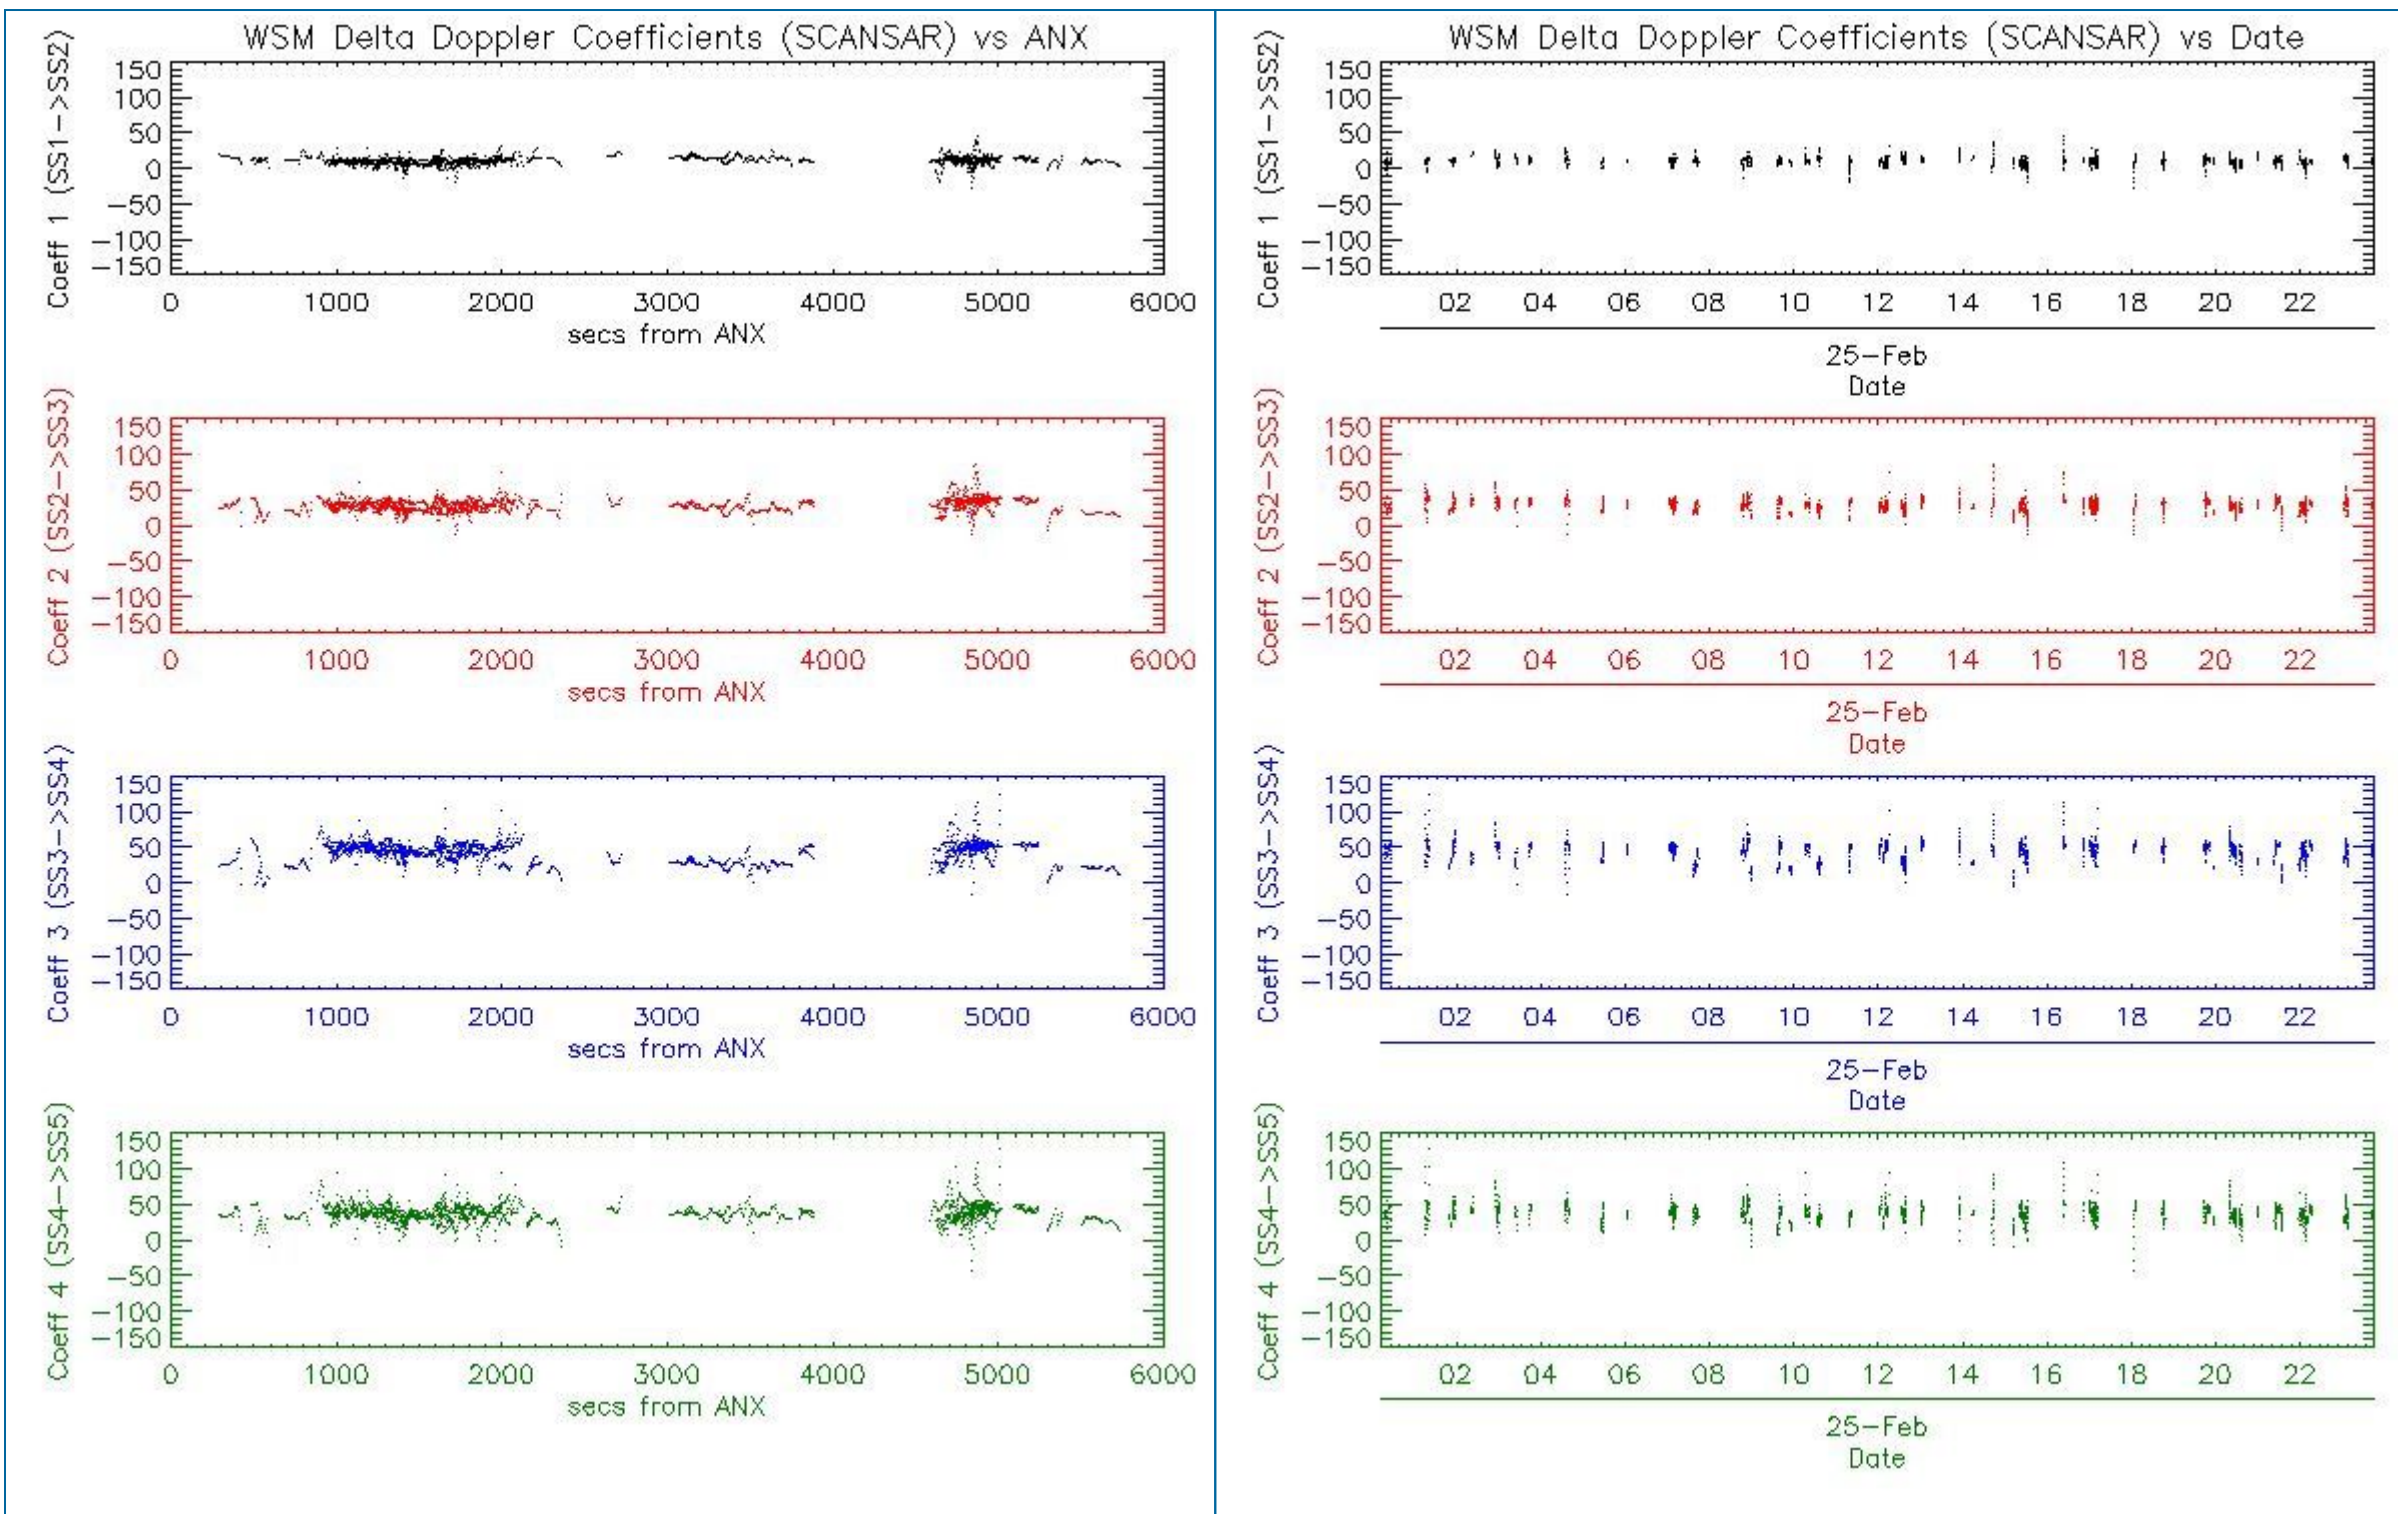 WSM Delta Doppler Coefficients (SCANSAR) vs ANX
Coeff 1 (SS1->SS2)
150
100
50
0
−50
−100
−150
0 1000 2000 3000 4000 5000 6000
secs from ANX
Coeff 2 (SS2->SS3)
150
100
50
0
−50
−100
−150
0 1000 2000 3000 4000 5000 6000
secs from ANX
Coeff 3 (SS3->SS4)
150
100
50
0
−50
−100
−150
0 1000 2000 3000 4000 5000 6000
secs from ANX
Coeff 4 (SS4->SS5)
150
100
50
0
−50
−100
−150
0 1000 2000 3000 4000 5000 6000
secs from ANX
WSM Delta Doppler Coefficients (SCANSAR) vs Date
Coeff 1 (SS1->SS2)
150
100
50
0
−50
−100
−150
02 04 06 08 10 12 14 16 18 20 22
25−Feb
Date
Coeff 2 (SS2->SS3)
150
100
50
0
−50
−100
−150
02 04 06 08 10 12 14 16 18 20 22
25−Feb
Date
Coeff 3 (SS3->SS4)
150
100
50
0
−50
−100
−150
02 04 06 08 10 12 14 16 18 20 22
25−Feb
Date
Coeff 4 (SS4->SS5)
150
100
50
0
−50
−100
−150
02 04 06 08 10 12 14 16 18 20 22
25−Feb
Date